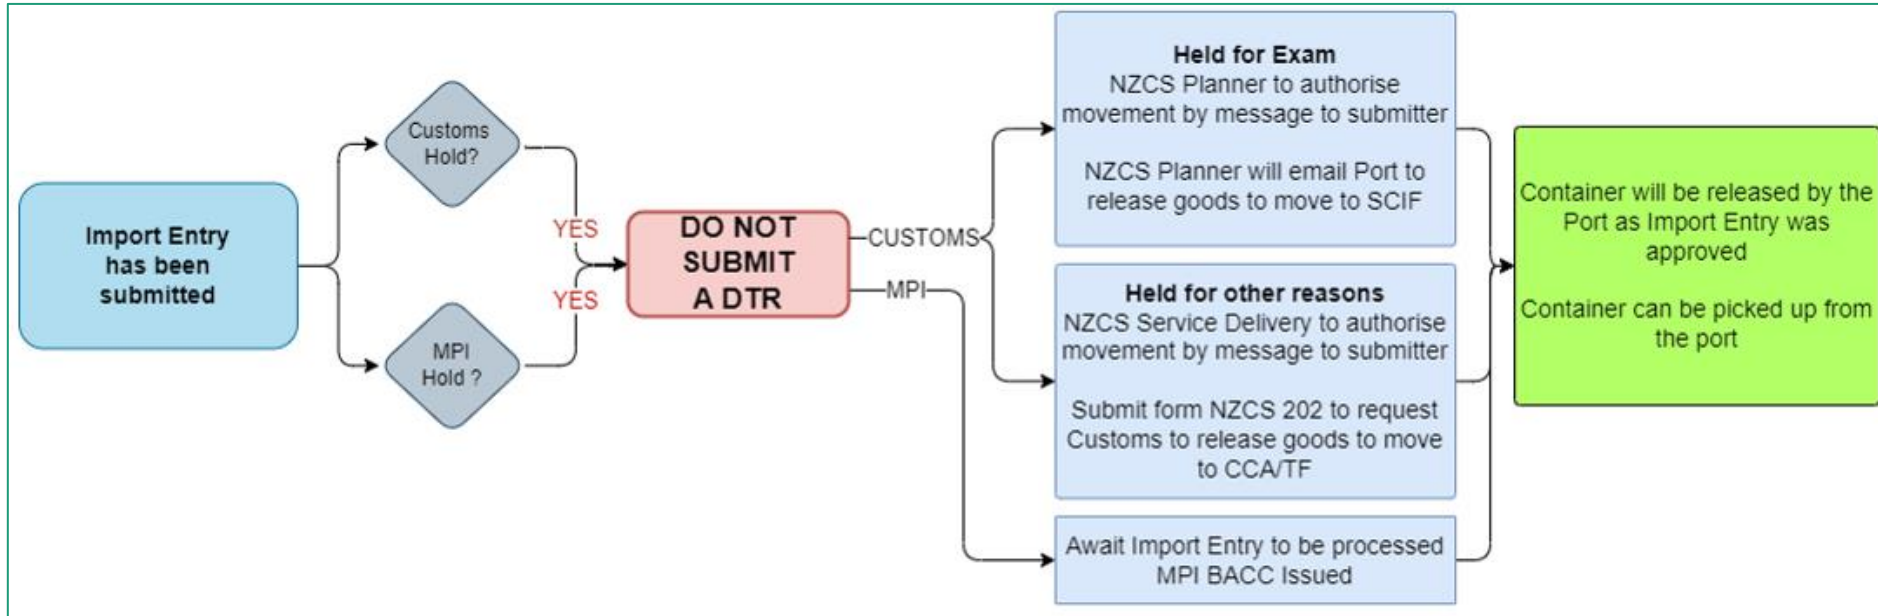 Import Entry
has been
submitted
Customs
Hold?
MPI
Hold ?
YES
YES
DO NOT
SUBMIT
A DTR
CUSTOMS
MPI
Held for Exam
NZCS Planner to authorise
movement by message to submitter
NZCS Planner will email Port to
release goods to move to SCIF
Held for other reasons
NZCS Service Delivery to authorise
movement by message to submitter
Submit form NZCS 202 to request
Customs to release goods to move
to CCA/TF
Await Import Entry to be processed
MPI BACC Issued
Container will be released by the
Port as Import Entry was
approved
Container can be picked up from
the port